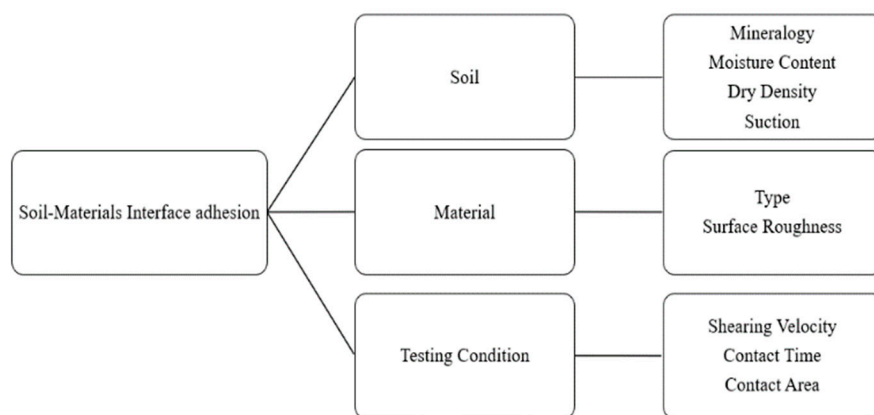 Soil-Materials Interface adhesion
Soil
Mineralogy
Moisture Content
Dry Density
Suction
Material
Type
Surface Roughness
Testing Condition
Shearing Velocity
Contact Time
Contact Area